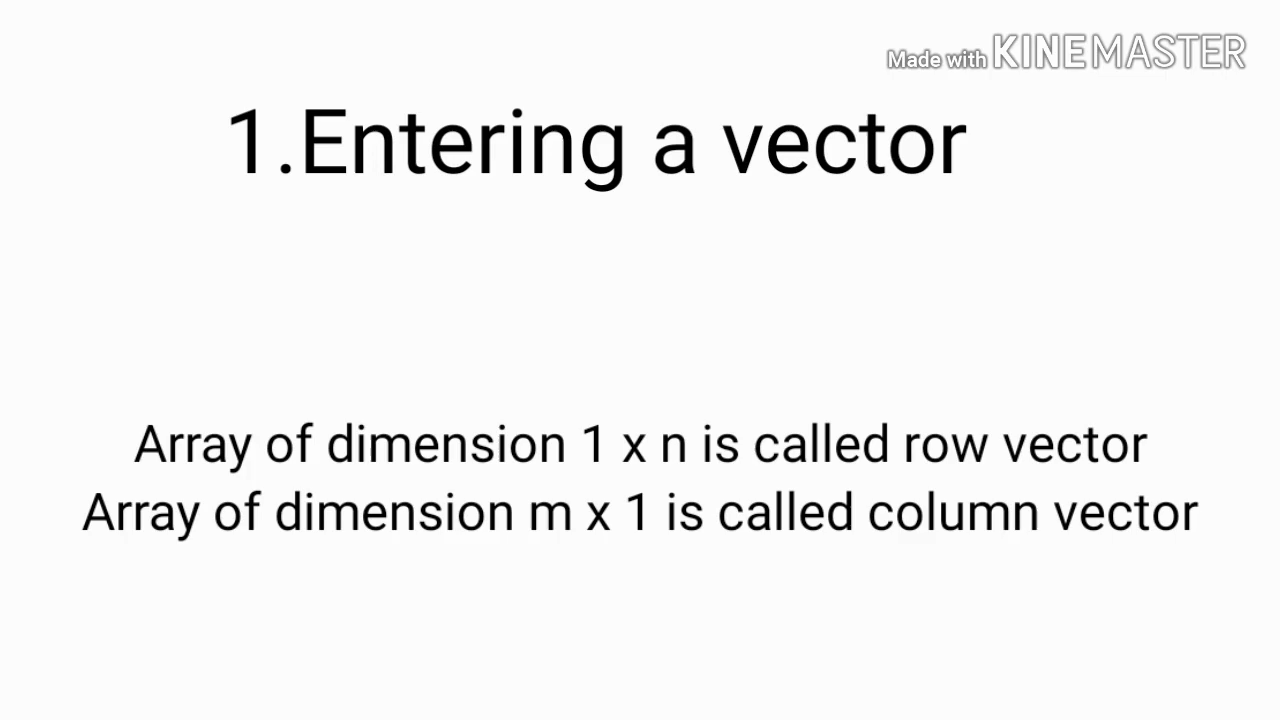 Made with KINEMASTER
1.Entering a vector
Array of dimension 1 x n is called row vector
Array of dimension m x 1 is called column vector